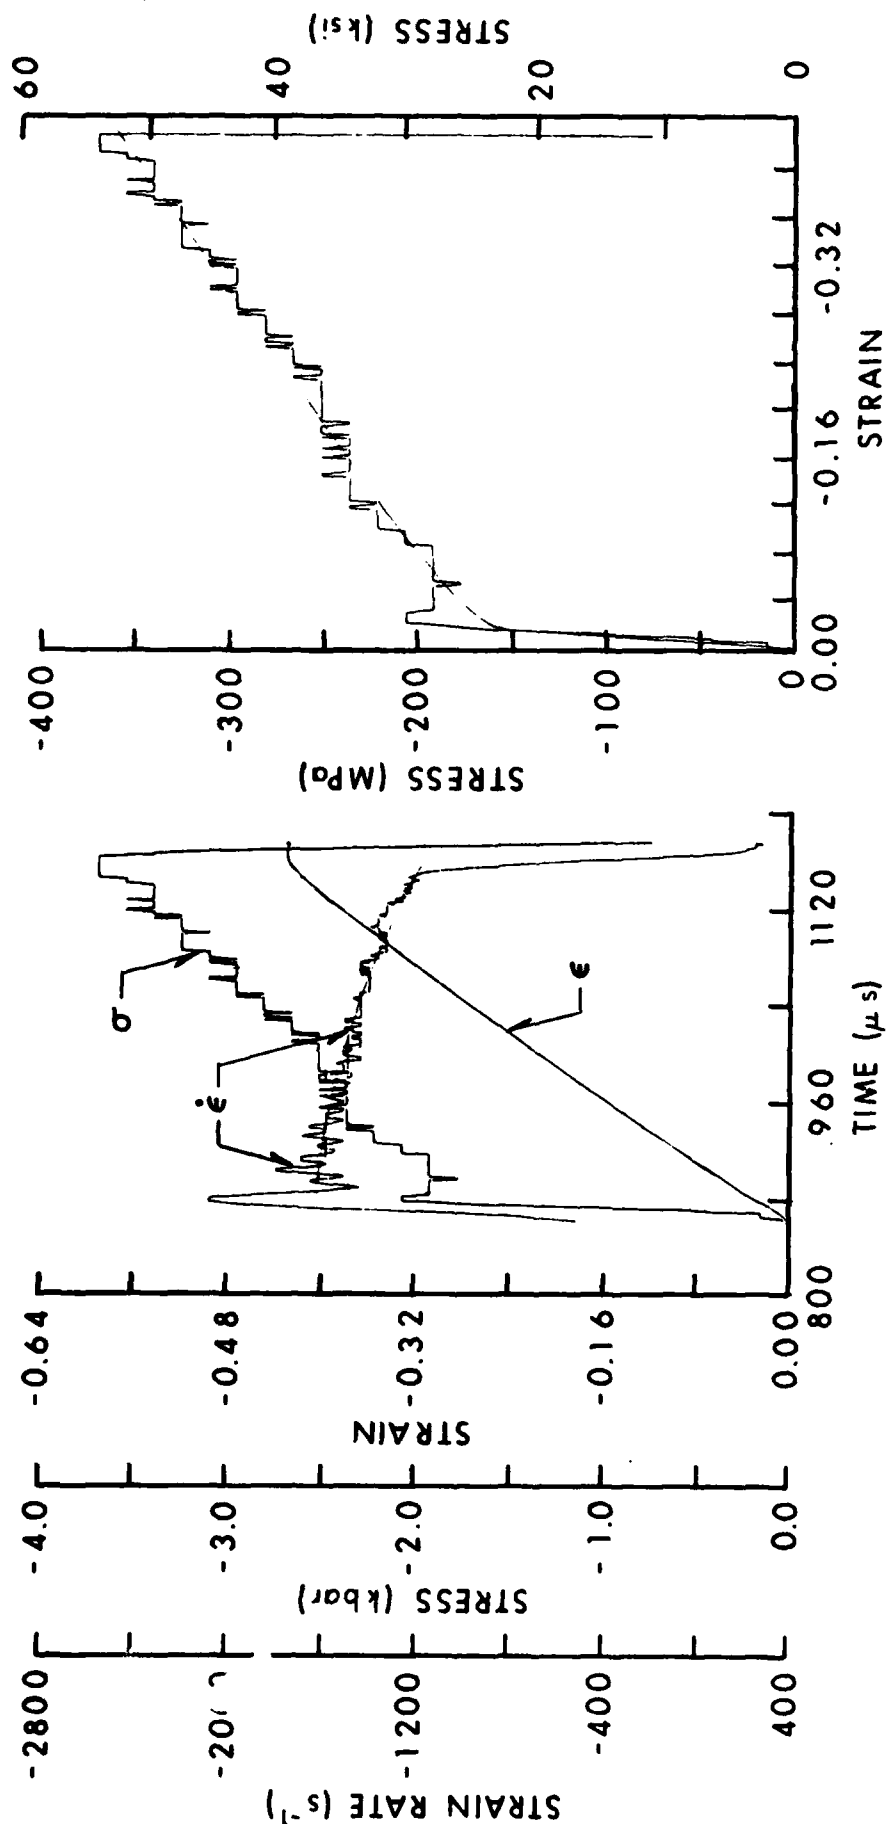 STRAIN RATE (s⁻¹)
-2800
-1200
-400
400
STRESS (kbar)
-4.0
-3.0
-2.0
-1.0
0.0
STRAIN
-0.64
-0.48
-0.32
-0.16
0.00
800
960
1120
TIME (μs)
σ
ε̇
ε
STRESS (MPa)
-400
-300
-200
-100
0
0.00
-0.16
-0.32
STRAIN
STRESS (ksi)
60
40
20
0